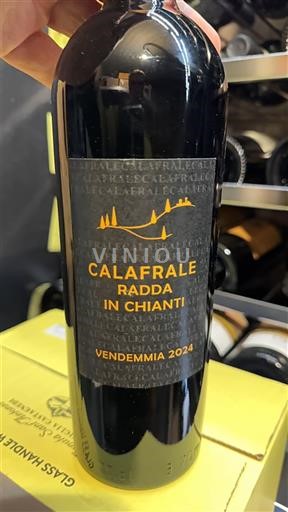 VINIOU
CALAFRALE
RADDA
IN CHIANTI
VENDEMMIA 2024
GLASS HANDLE